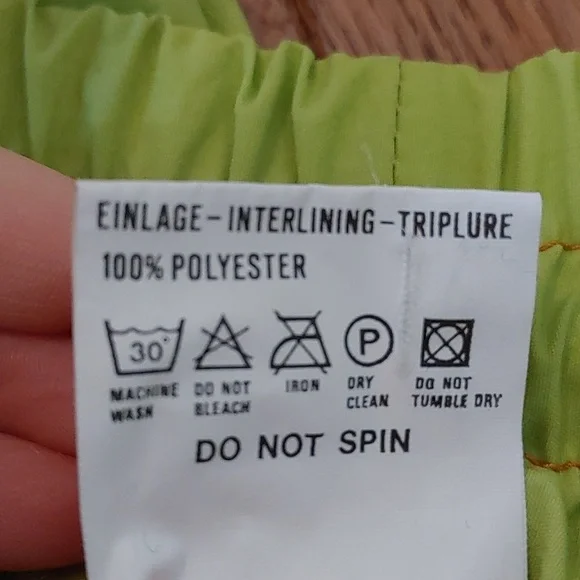 EINLAGE-INTERLINING-TRIPLURE
100% POLYESTER
30°
P
MACHINE WASH
DO NOT BLEACH
IRON
DRY CLEAN
DO NOT TUMBLE DRY
DO NOT SPIN